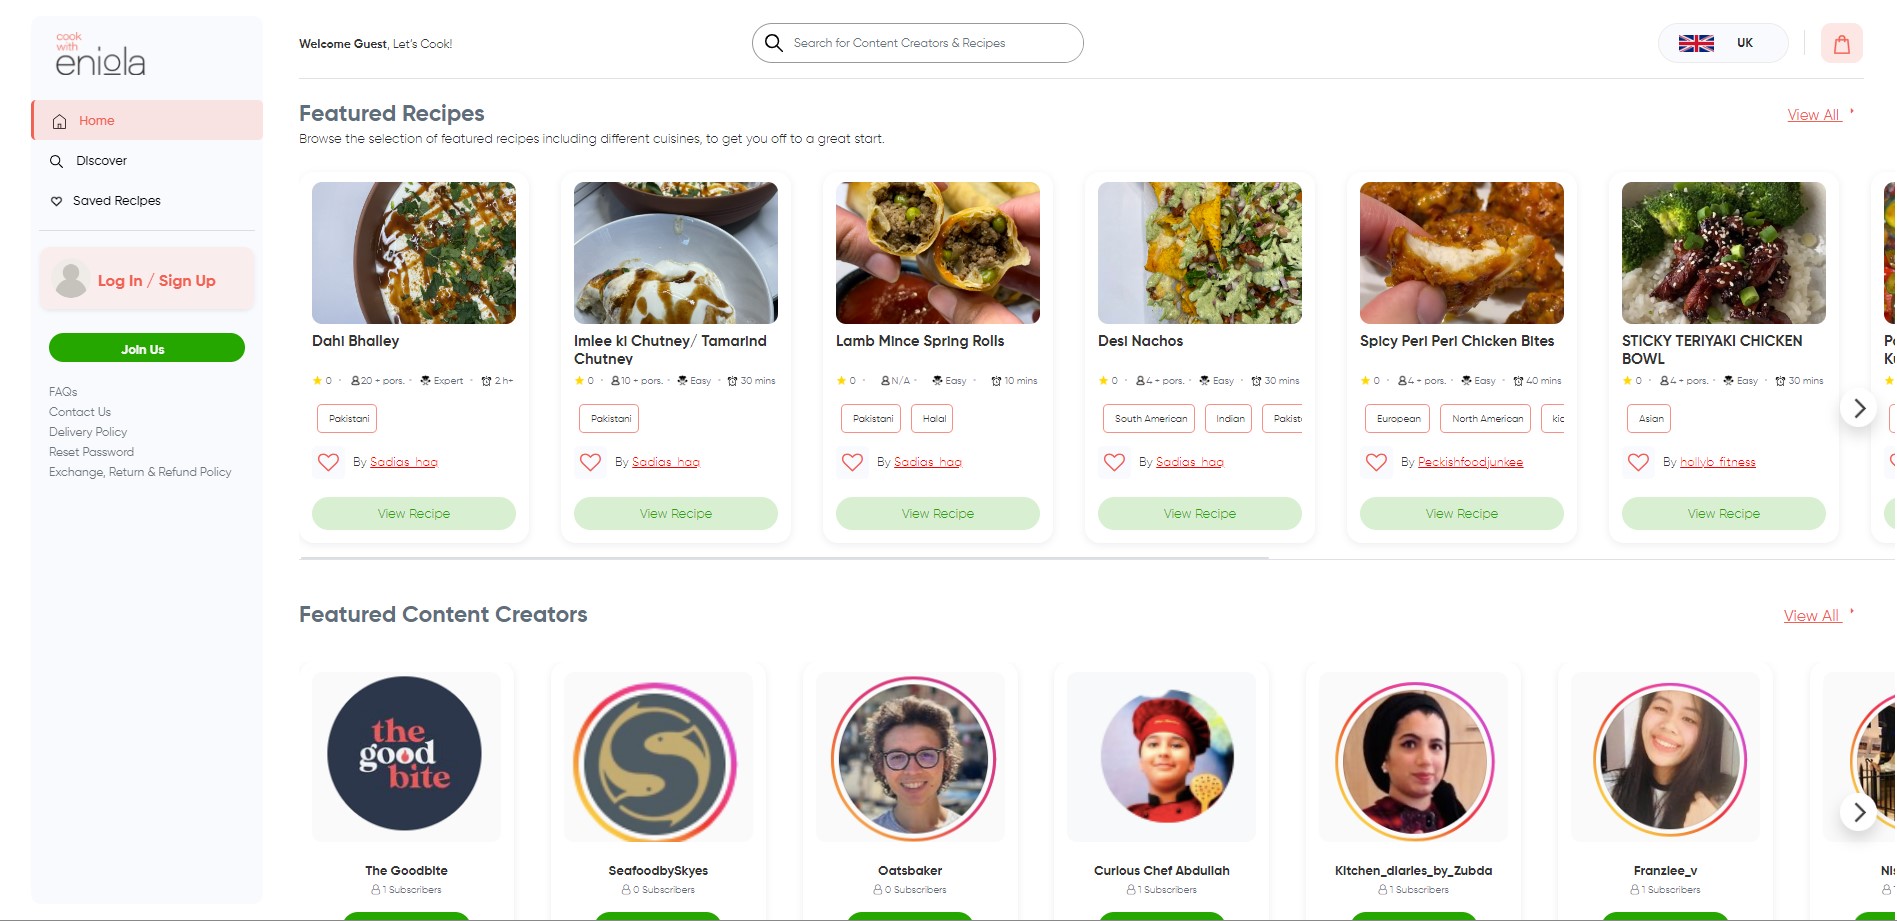 cook
with
eniola
Home
Discover
Saved Recipes
Log In / Sign Up
Join Us
FAQs
Contact Us
Delivery Policy
Reset Password
Exchange, Return & Refund Policy
Welcome Guest, Let's Cook!
Search for Content Creators & Recipes
UK
Featured Recipes
View All
Browse the selection of featured recipes including different cuisines, to get you off to a great start.
Dahi Bhalley
0 · 20 + pors. · Expert · 2 h+
Pakistani
By Sadias_haq
View Recipe
Imlee ki Chutney/ Tamarind
Chutney
0 · 10 + pors. · Easy · 30 mins
Pakistani
By Sadias_haq
View Recipe
Lamb Mince Spring Rolls
0 · N/A · Easy · 10 mins
Pakistani Halal
By Sadias_haq
View Recipe
Desi Nachos
0 · 4 + pors. · Easy · 30 mins
South American Indian
By Sadias_haq
View Recipe
Spicy Peri Peri Chicken Bites
0 · 4 + pors. · Easy · 40 mins
European North American
By Peckishfoodjunkee
View Recipe
STICKY TERIYAKI CHICKEN
BOWL
0 · 4 + pors. · Easy · 30 mins
Asian
By hollyb_fitness
View Recipe
Featured Content Creators
View All
the
good
bite
The Goodbite
1 Subscribers
SeafoodbySkyes
0 Subscribers
Oatsbaker
0 Subscribers
Curious Chef Abdullah
1 Subscribers
Kitchen_diaries_by_Zubda
1 Subscribers
Franzlee_v
1 Subscribers